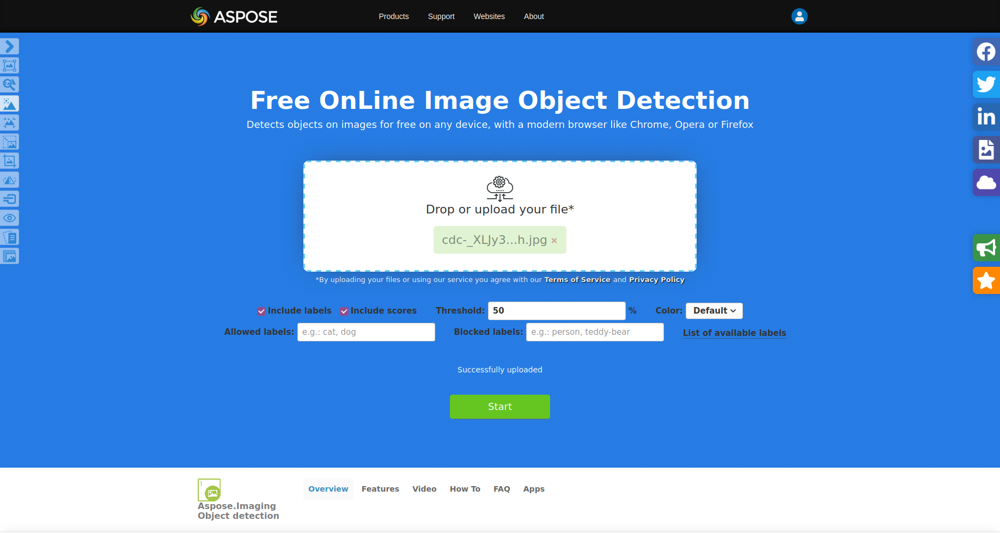 ASPOSE
Products Support Websites About
Free OnLine Image Object Detection
Detects objects on images for free on any device, with a modern browser like Chrome, Opera or Firefox
Drop or upload your file*
cdc-_XLJy3...h.jpg ×
*By uploading your files or using our service you agree with our Terms of Service and Privacy Policy
Include labels Include scores Threshold: 50 % Color: Default
Allowed labels: e.g.: cat, dog Blocked labels: e.g.: person, teddy-bear List of available labels
Successfully uploaded
Start
Overview Features Video How To FAQ Apps
Aspose.Imaging
Object detection